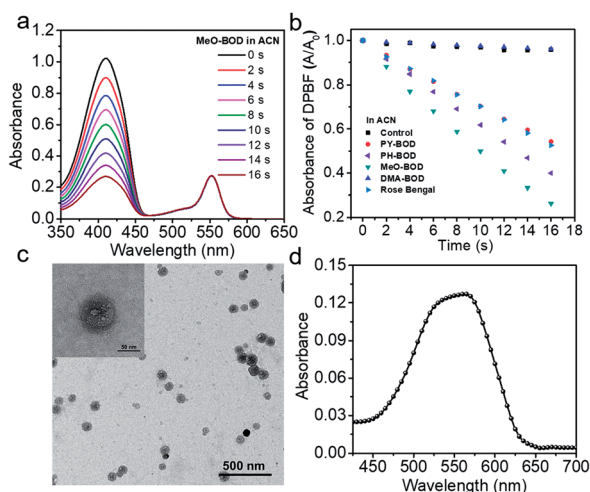 a
MeO-BOD in ACN
0 s
2 s
4 s
6 s
8 s
10 s
12 s
14 s
16 s
1.2
1.0
0.8
0.6
0.4
0.2
0.0
Absorbance
350 400 450 500 550 600 650
Wavelength (nm)
b
1.0
0.8
0.6
0.4
0.2
Absorbance of DPBF (A/A0)
In ACN
Control
PY-BOD
PH-BOD
MeO-BOD
DMA-BOD
Rose Bengal
0 2 4 6 8 10 12 14 16 18
Time (s)
c
50 nm
500 nm
d
0.15
0.12
0.09
0.06
0.03
0.00
Absorbance
450 500 550 600 650 700
Wavelength (nm)